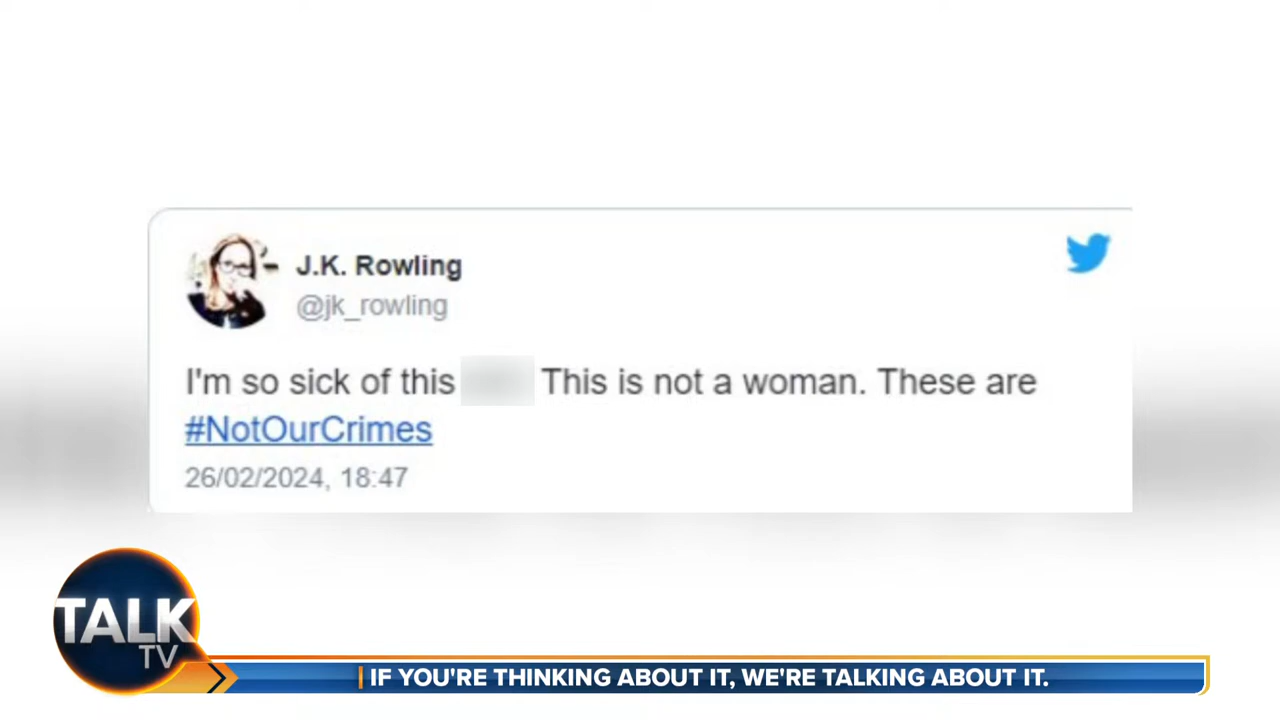 J.K. Rowling
@jk_rowling
I'm so sick of this This is not a woman. These are
#NotOurCrimes
26/02/2024, 18:47
TALK
TV
IF YOU'RE THINKING ABOUT IT, WE'RE TALKING ABOUT IT.